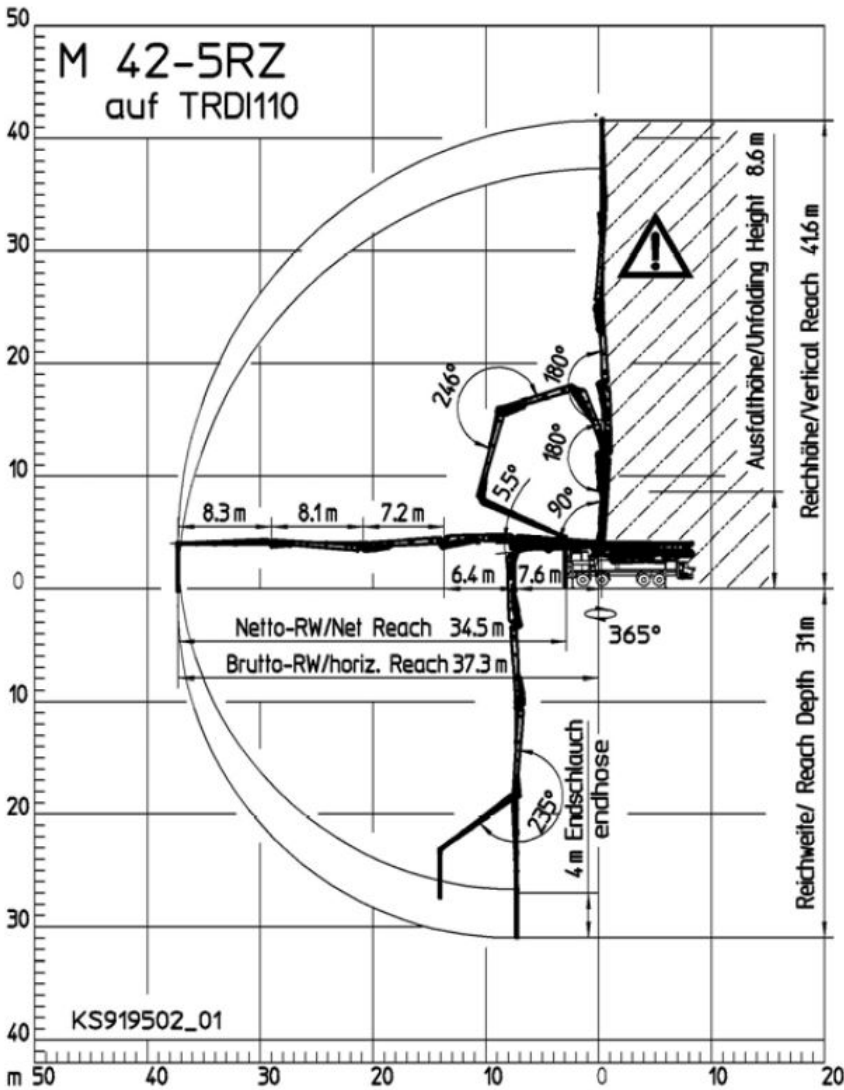 50
M 42-5RZ
auf TRDI110
40
30
20
10
0
10
20
30
40
m 50 40 30 20 10 0 10 20
Ausfalthöhe/Unfolding Height 8.6 m
Reichhöhe/Vertical Reach 41.6 m
246°
180°
180°
5.5°
90°
8.3 m
8.1 m
7.2 m
6.4 m
7.6 m
Netto-RW/Net Reach 34.5 m
365°
Brutto-RW/horiz. Reach 37.3 m
235°
4 m Endschlauch
endhose
Reichweite/ Reach Depth 31m
KS919502_01